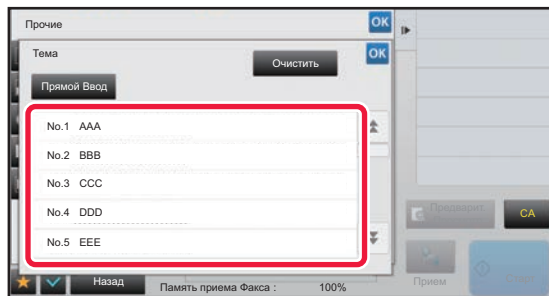 Прочие
OK
Тема
OK
Очистить
Прямой Ввод
No.1 AAA
No.2 BBB
No.3 CCC
No.4 DDD
No.5 EEE
CA
Назад
Память приема Факса : 100%
Прием